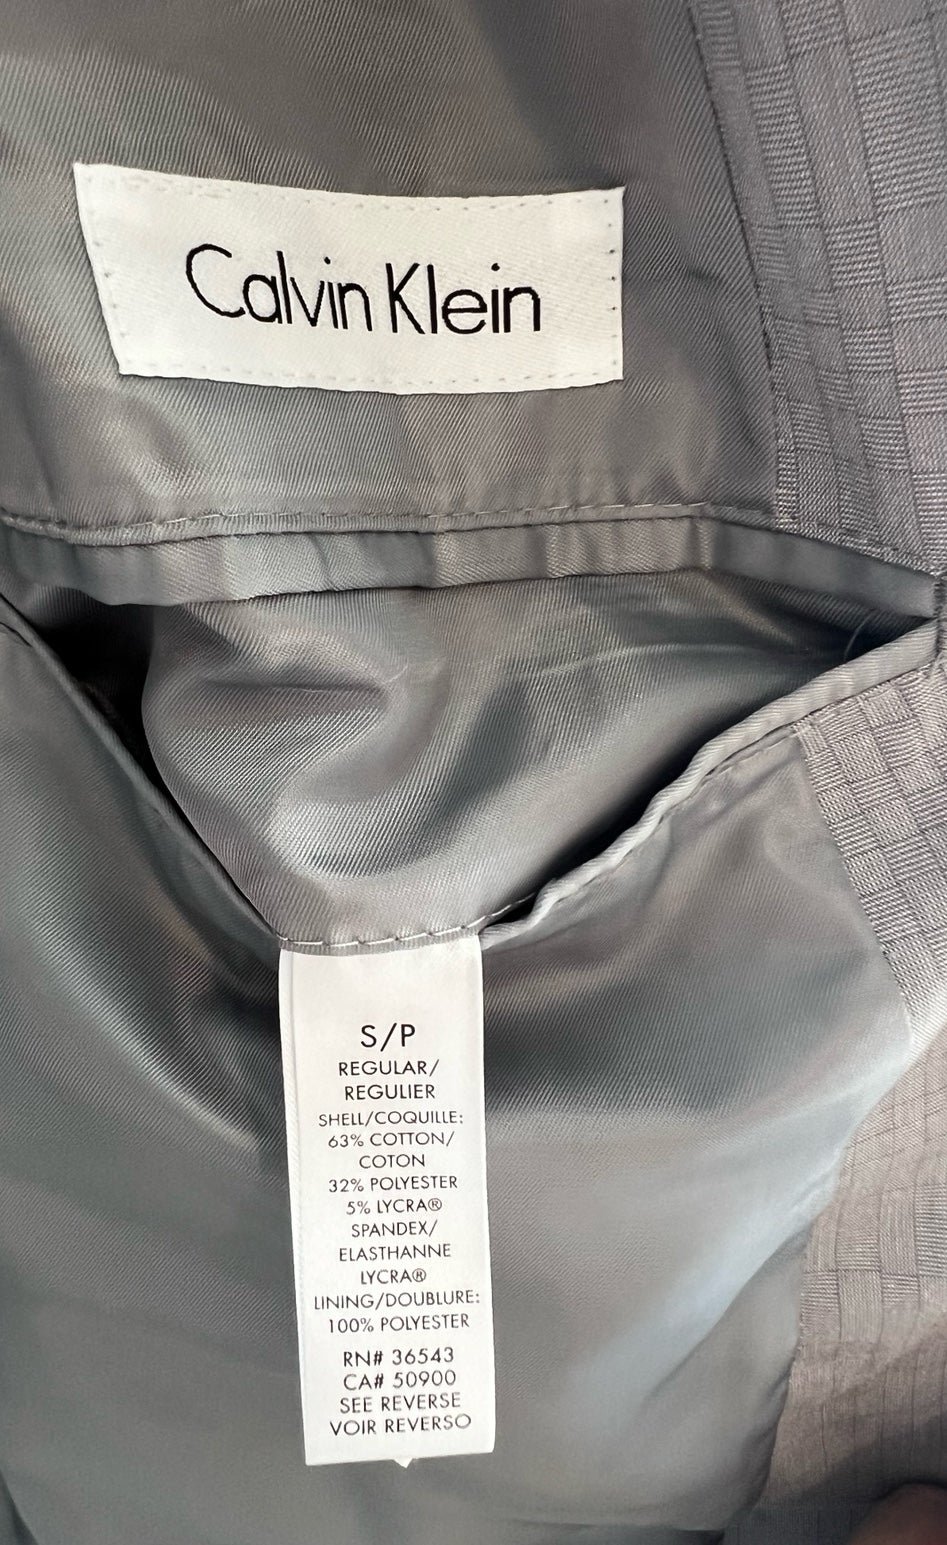 Calvin Klein
S/P
REGULAR/
REGULIER
SHELL/COQUILLE:
63% COTTON/
COTON
32% POLYESTER
5% LYCRA®
SPANDEX/
ELASTHANNE
LYCRA®
LINING/DOUBLURE:
100% POLYESTER
RN# 36543
CA# 50900
SEE REVERSE
VOIR REVERSO